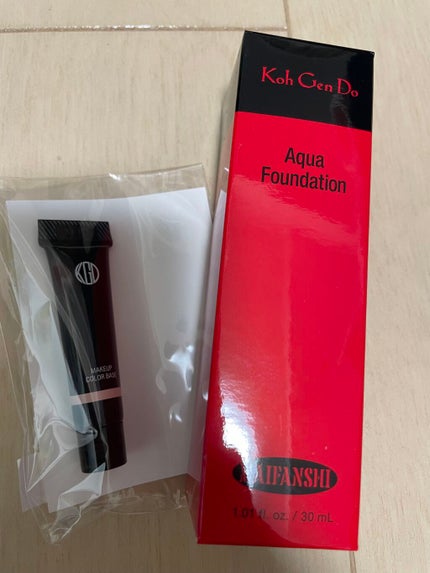 Koh Gen Do
Aqua
Foundation
MAIFANSHI
1.01 fl. oz. / 30 mL
KGD
MAKEUP
COLOR BASE